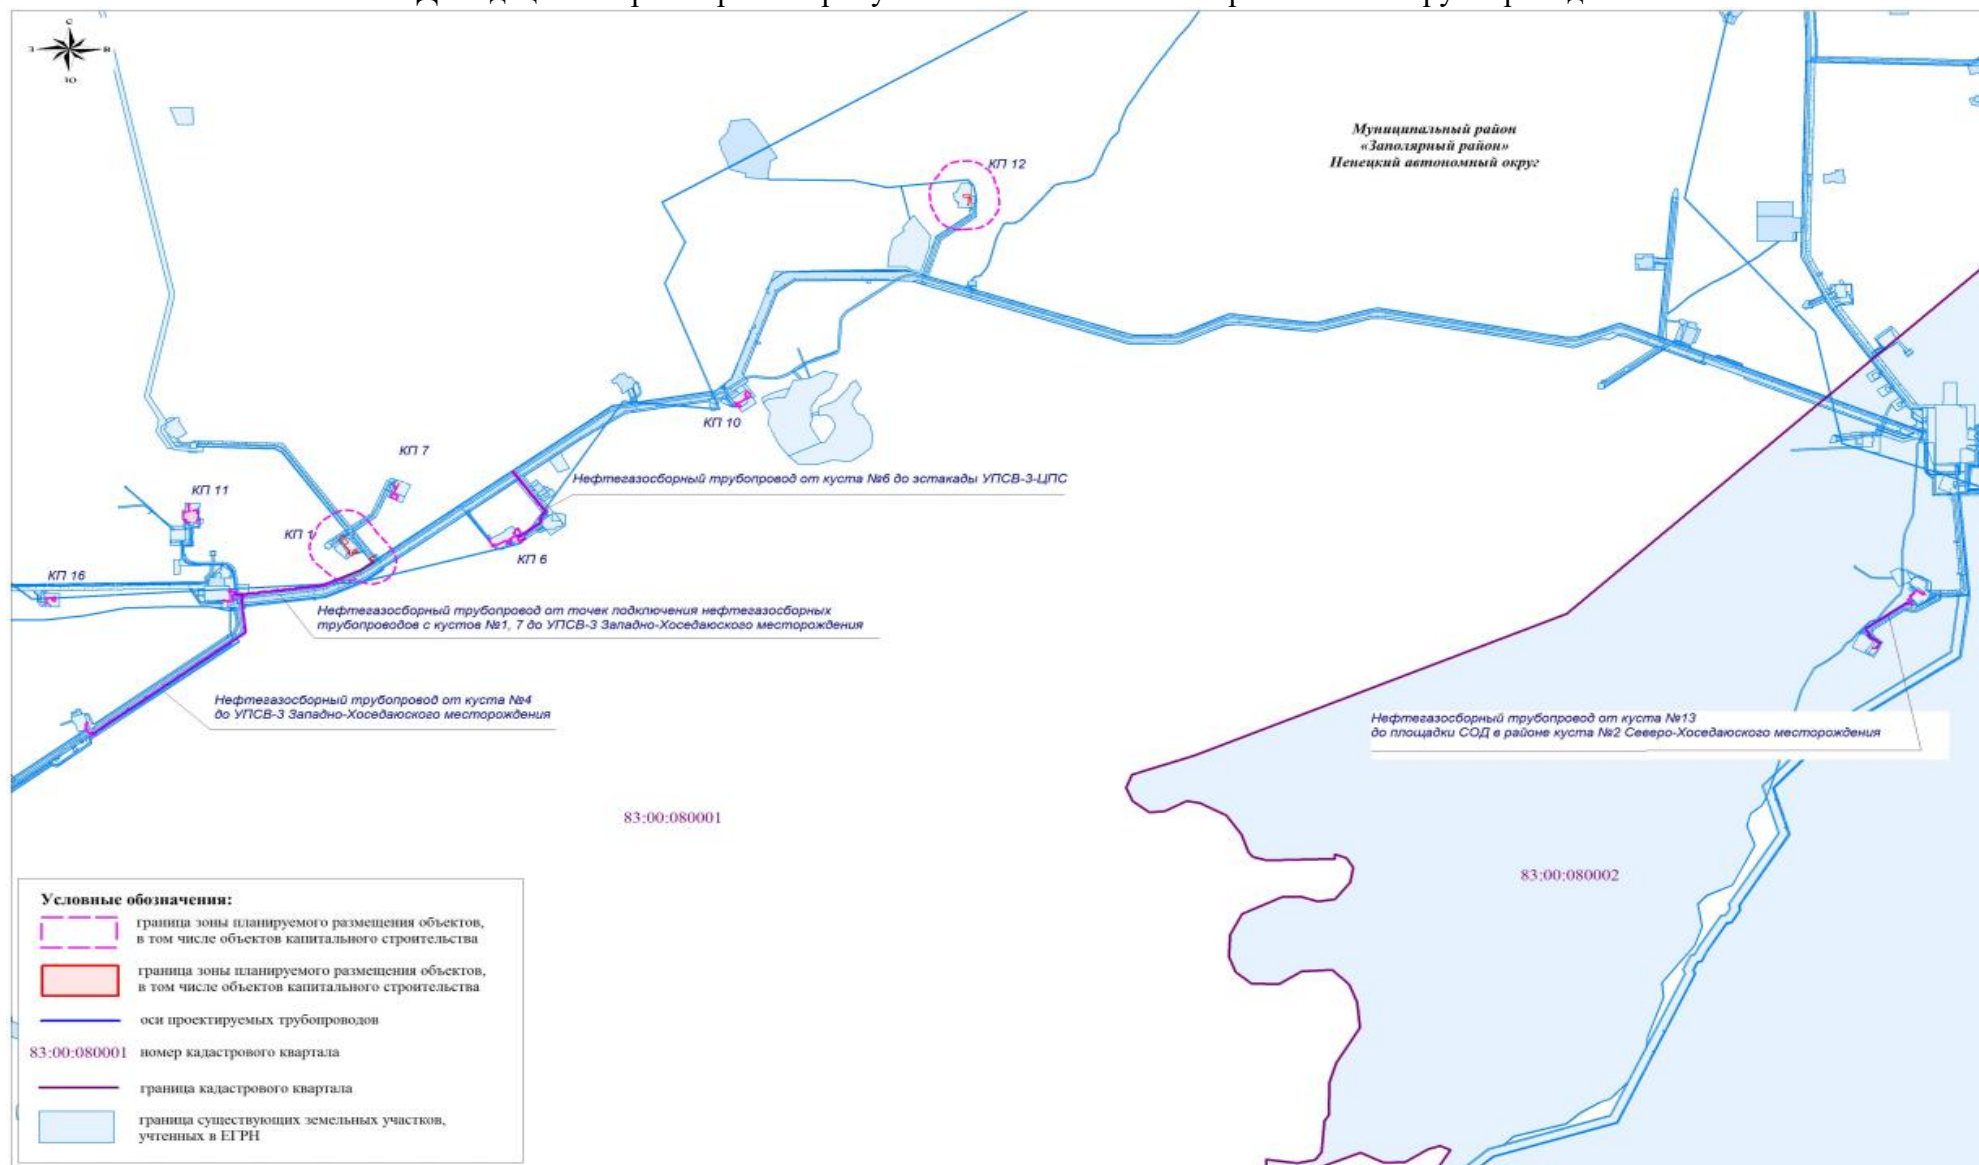 С
З
В
Ю
Муниципальный район
«Заполярный район»
Ненецкий автономный округ
КП 12
КП 10
КП 7
Нефтегазосборный трубопровод от куста №6 до эстакады УПСВ-3-ЦПС
КП 11
КП 1
КП 6
КП 16
Нефтегазосборный трубопровод от точек подключения нефтегазосборных
трубопроводов с кустов №1, 7 до УПСВ-3 Западно-Хоседаюского месторождения
Нефтегазосборный трубопровод от куста №4
до УПСВ-3 Западно-Хоседаюского месторождения
Нефтегазосборный трубопровод от куста №13
до площадки СОД в районе куста №2 Северо-Хоседаюского месторождения
83:00:080001
83:00:080002
Условные обозначения:
граница зоны планируемого размещения объектов,
в том числе объектов капитального строительства
граница зоны планируемого размещения объектов,
в том числе объектов капитального строительства
оси проектируемых трубопроводов
83:00:080001 номер кадастрового квартала
граница кадастрового квартала
граница существующих земельных участков,
учтенных в ЕГРН